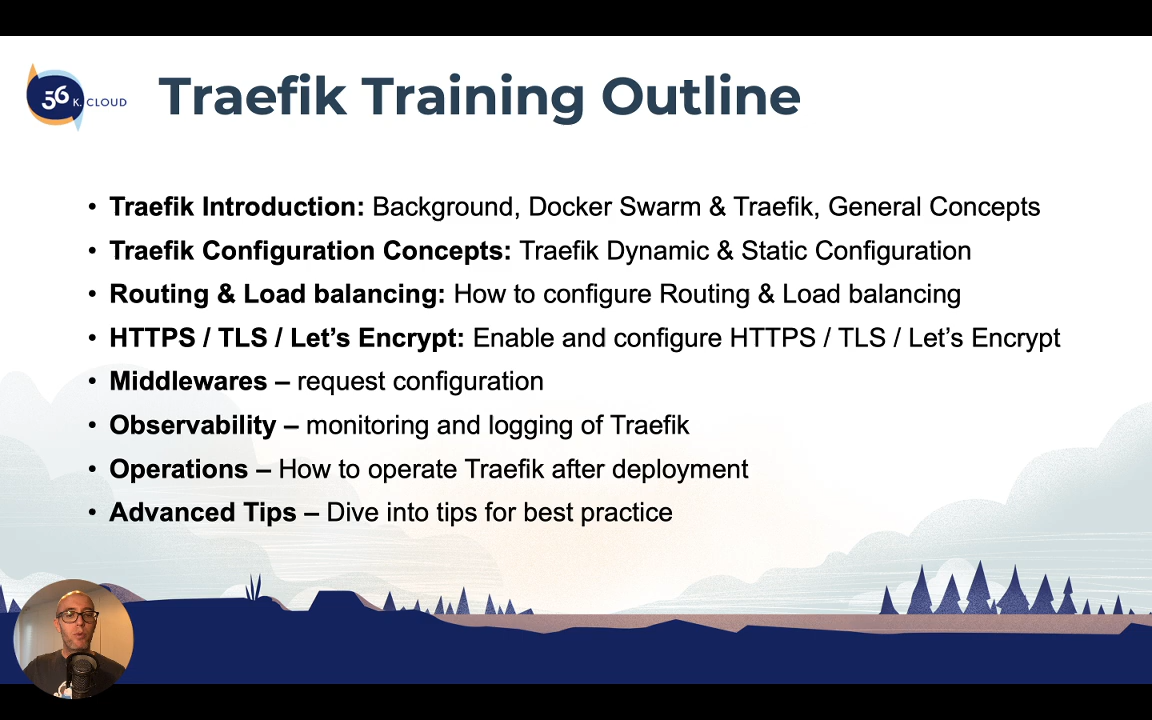 56 K.CLOUD
Traefik Training Outline
• Traefik Introduction: Background, Docker Swarm & Traefik, General Concepts
• Traefik Configuration Concepts: Traefik Dynamic & Static Configuration
• Routing & Load balancing: How to configure Routing & Load balancing
• HTTPS / TLS / Let’s Encrypt: Enable and configure HTTPS / TLS / Let’s Encrypt
• Middlewares – request configuration
• Observability – monitoring and logging of Traefik
• Operations – How to operate Traefik after deployment
• Advanced Tips – Dive into tips for best practice